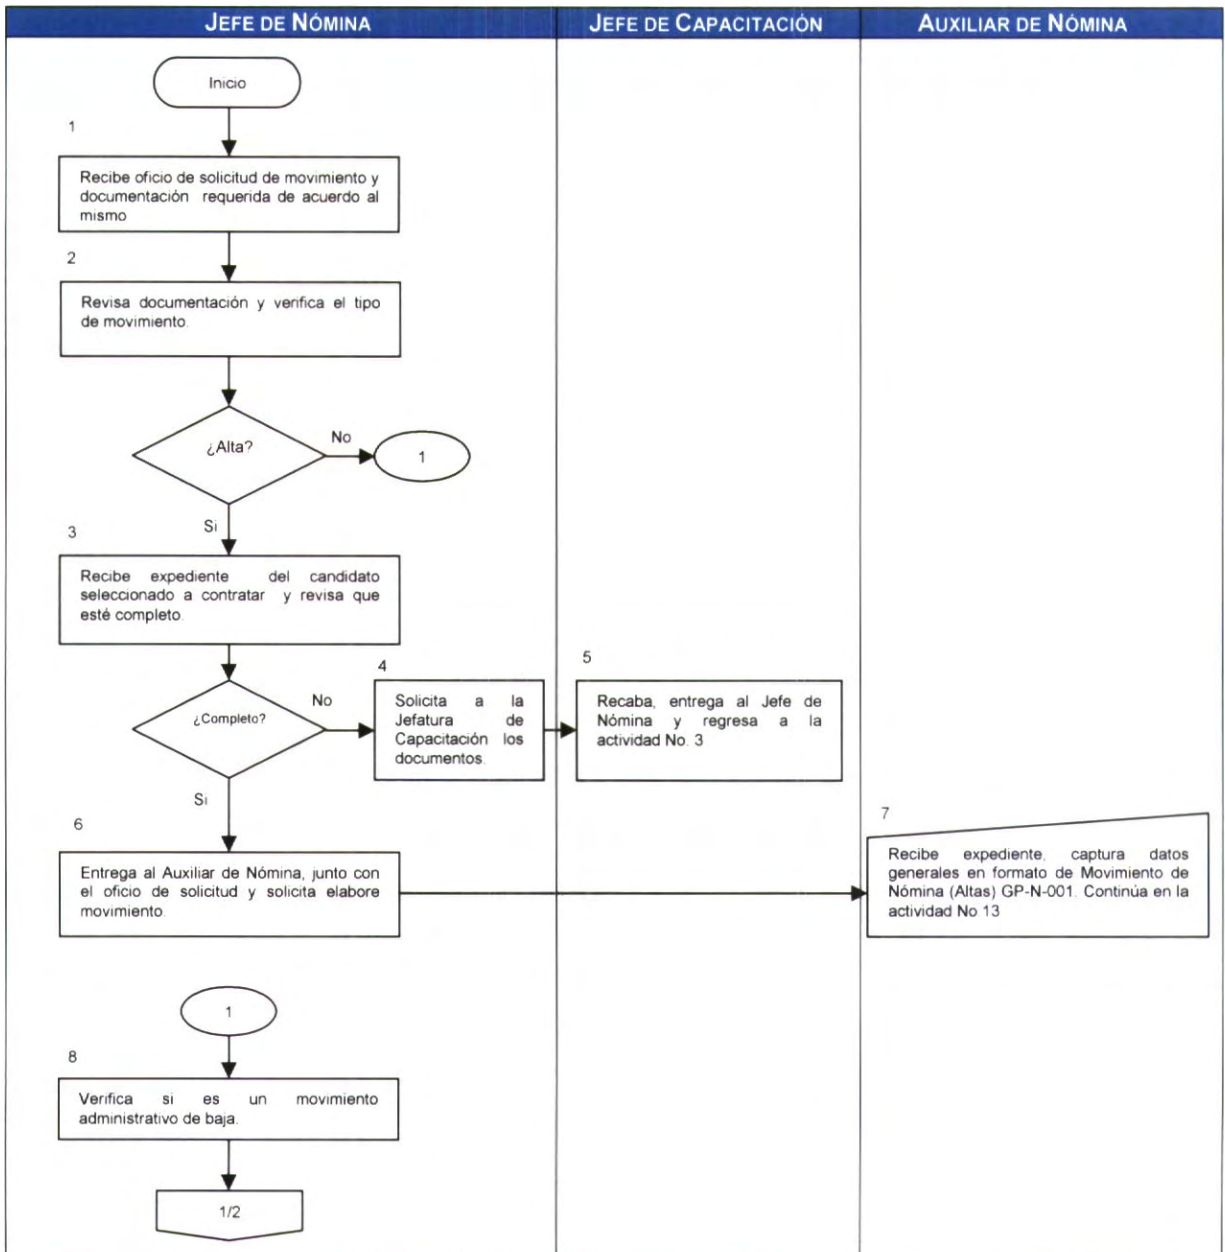 JEFE DE NÓMINA
JEFE DE CAPACITACIÓN
AUXILIAR DE NÓMINA
Inicio
1
Recibe oficio de solicitud de movimiento y
documentación requerida de acuerdo al
mismo
2
Revisa documentación y verifica el tipo
de movimiento.
¿Alta?
No
1
Si
3
Recibe expediente del candidato
seleccionado a contratar y revisa que
esté completo.
¿Completo?
No
4
Solicita a la
Jefatura de
Capacitación los
documentos.
5
Recaba, entrega al Jefe de
Nómina y regresa a la
actividad No. 3
Si
6
Entrega al Auxiliar de Nómina, junto con
el oficio de solicitud y solicita elabore
movimiento.
7
Recibe expediente, captura datos
generales en formato de Movimiento de
Nómina (Altas) GP-N-001. Continúa en la
actividad No 13
1
8
Verifica si es un movimiento
administrativo de baja.
1/2